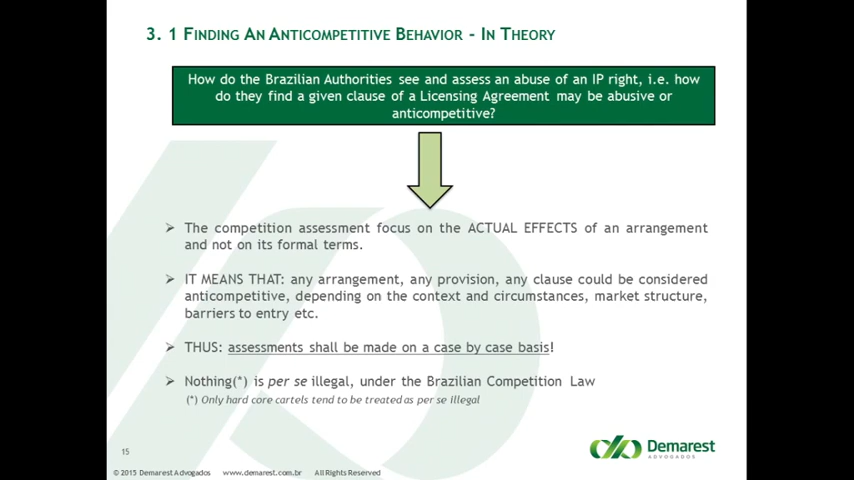 3. 1 FINDING AN ANTICOMPETITIVE BEHAVIOR – IN THEORY
How do the Brazilian Authorities see and assess an abuse of an IP right, i.e. how
do they find a given clause of a Licensing Agreement may be abusive or
anticompetitive?
➢ The competition assessment focus on the ACTUAL EFFECTS of an arrangement
and not on its formal terms.
➢ IT MEANS THAT: any arrangement, any provision, any clause could be considered
anticompetitive, depending on the context and circumstances, market structure,
barriers to entry etc.
➢ THUS: assessments shall be made on a case by case basis!
➢ Nothing(*) is per se illegal, under the Brazilian Competition Law
(*) Only hard core cartels tend to be treated as per se illegal
15
Demarest
ADVOGADOS
© 2015 Demarest Advogados www.demarest.com.br All Rights Reserved